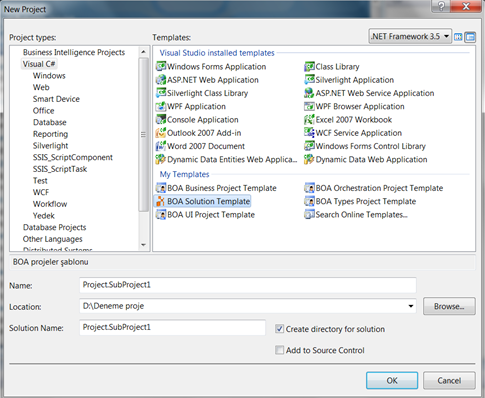 New Project
Project types:
Templates:
.NET Framework 3.5
Business Intelligence Projects
Visual C#
Windows
Web
Smart Device
Office
Database
Reporting
Silverlight
SSIS_ScriptComponent
SSIS_ScriptTask
Test
WCF
Workflow
Yedek
Database Projects
Other Languages
Distributed Systems
Visual Studio installed templates
Windows Forms Application
Class Library
ASP.NET Web Application
Silverlight Application
Silverlight Class Library
ASP.NET Web Service Application
WPF Application
WPF Browser Application
Console Application
Excel 2007 Workbook
Outlook 2007 Add-in
WCF Service Application
Word 2007 Document
Windows Forms Control Library
Dynamic Data Entities Web Applica...
Dynamic Data Web Application
My Templates
BOA Business Project Template
BOA Orchestration Project Template
BOA Solution Template
BOA Types Project Template
BOA UI Project Template
Search Online Templates...
BOA projeler şablonu
Name:
Project.SubProject1
Location:
D:\Deneme proje
Browse...
Solution Name:
Project.SubProject1
Create directory for solution
Add to Source Control
OK
Cancel